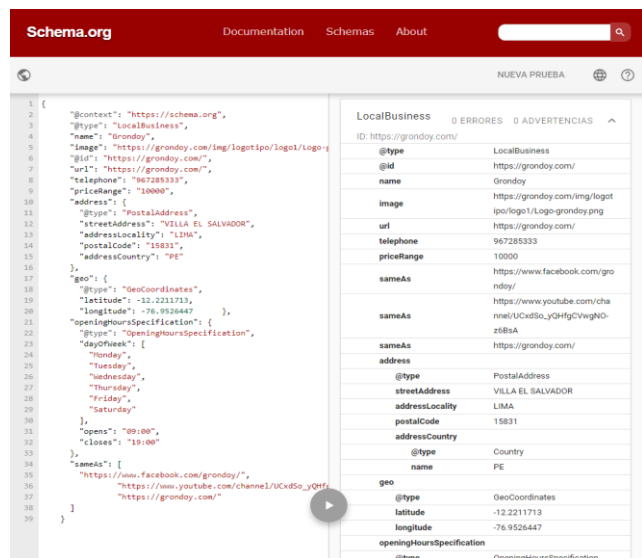 Schema.org
Documentation Schemas About
NUEVA PRUEBA
1 {
2 "@context": "https://schema.org",
3 "@type": "LocalBusiness",
4 "name": "Grondoy",
5 "image": "https://grondoy.com/img/logotipo/logo1/Logo-g
6 "@id": "https://grondoy.com/",
7 "url": "https://grondoy.com/",
8 "telephone": "967285333",
9 "priceRange": "10000",
10 "address": {
11 "@type": "PostalAddress",
12 "streetAddress": "VILLA EL SALVADOR",
13 "addressLocality": "LIMA",
14 "postalCode": "15831",
15 "addressCountry": "PE"
16 },
17 "geo": {
18 "@type": "GeoCoordinates",
19 "latitude": -12.2211713,
20 "longitude": -76.9526447 },
21 "openingHoursSpecification": {
22 "@type": "OpeningHoursSpecification",
23 "dayOfWeek": [
24 "Monday",
25 "Tuesday",
26 "Wednesday",
27 "Thursday",
28 "Friday",
29 "Saturday"
30 ],
31 "opens": "09:00",
32 "closes": "19:00"
33 },
34 "sameAs": [
35 "https://www.facebook.com/grondoy/",
36 "https://www.youtube.com/channel/UCxdSo_yQHf
37 "https://grondoy.com/"
38 ]
39 }
LocalBusiness 0 ERRORES 0 ADVERTENCIAS
ID: https://grondoy.com/
@type LocalBusiness
@id https://grondoy.com/
name Grondoy
image https://grondoy.com/img/logot
ipo/logo1/Logo-grondoy.png
url https://grondoy.com/
telephone 967285333
priceRange 10000
sameAs https://www.facebook.com/gro
ndoy/
sameAs https://www.youtube.com/cha
nnel/UCxdSo_yQHfgCVwgNO-
z6BsA
sameAs https://grondoy.com/
address
@type PostalAddress
streetAddress VILLA EL SALVADOR
addressLocality LIMA
postalCode 15831
addressCountry
@type Country
name PE
geo
@type GeoCoordinates
latitude -12.2211713
longitude -76.9526447
openingHoursSpecification
@type OpeningHoursSpecification